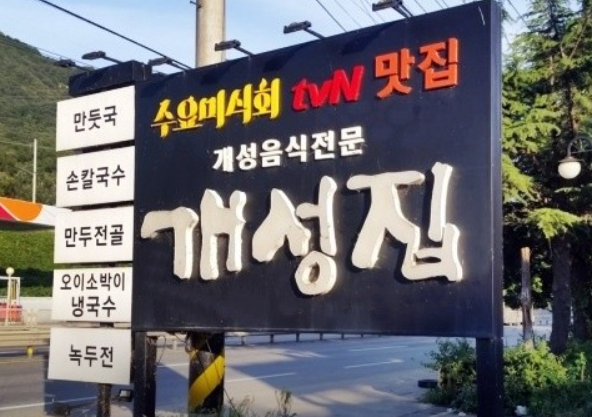 만둣국
손칼국수
만두전골
오이소박이
냉국수
녹두전
수요미식회 tvN 맛집
개성음식전문
개성집